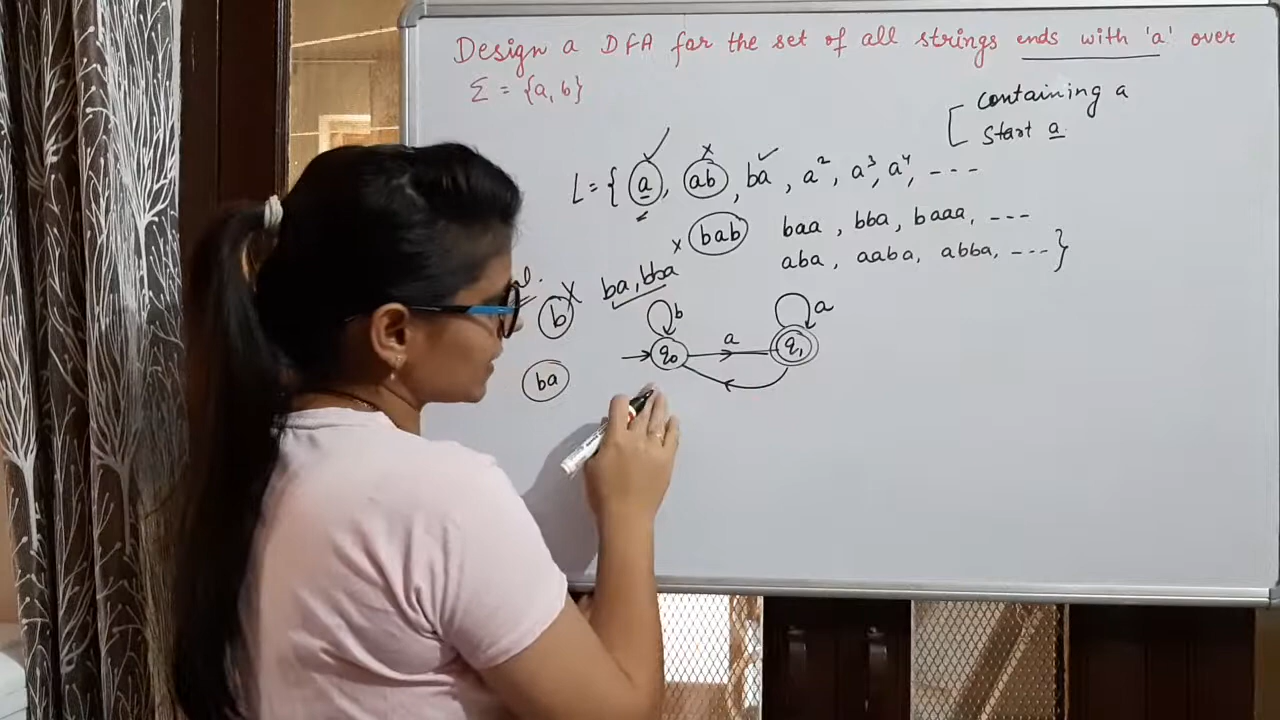 Design a DFA for the set of all strings ends with 'a' over
Σ = {a, b}
containing a
start a
L = { a, ab, ba, a², a³, a⁴, ---
x bab baa, bba, baaa, ---
aba, aaba, abba, --- }
b x ba, bba
b a
q₀ a q₁
ba